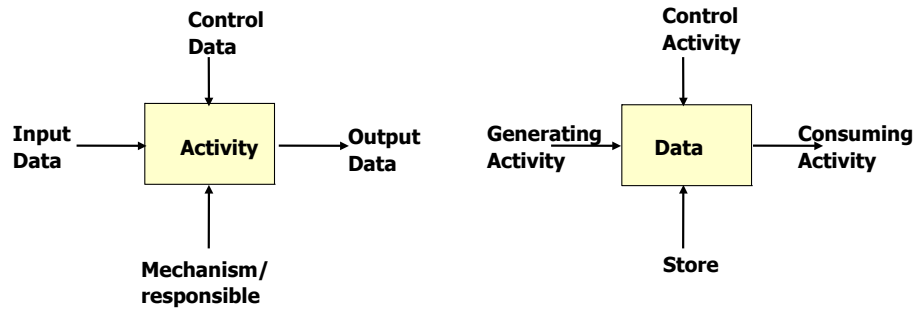 Control
Data
Input
Data
Activity
Output
Data
Mechanism/
responsible
Control
Activity
Generating
Activity
Data
Consuming
Activity
Store